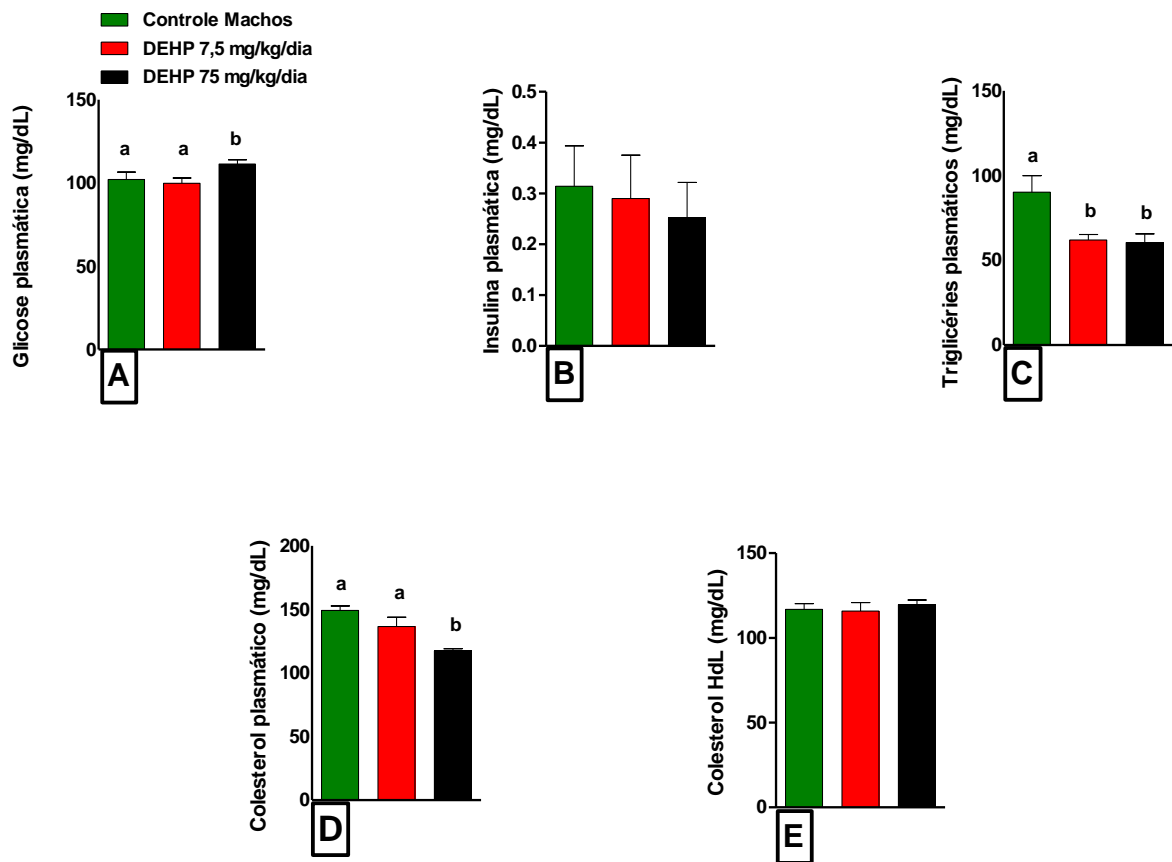 Controle Machos
DEHP 7,5 mg/kg/dia
DEHP 75 mg/kg/dia
Glicose plasmática (mg/dL)
150
100
50
0
a
a
b
A
Insulina plasmática (mg/dL)
0.5
0.4
0.3
0.2
0.1
0.0
B
Triglicéries plasmáticos (mg/dL)
150
100
50
0
a
b
b
C
Colesterol plasmático (mg/dL)
200
150
100
50
0
a
a
b
D
Colesterol HdL (mg/dL)
150
100
50
0
E